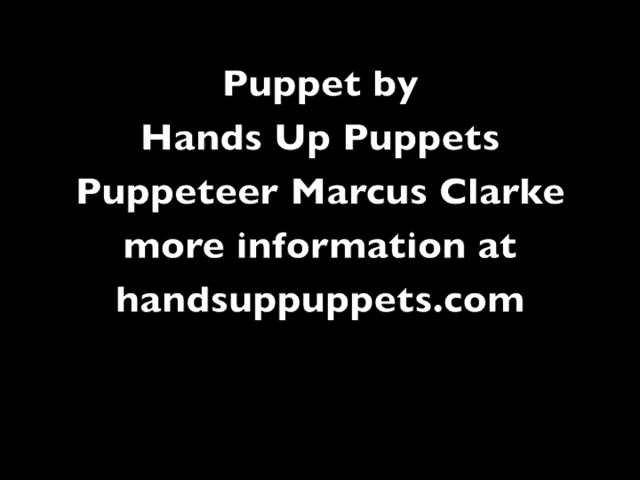 Puppet by
Hands Up Puppets
Puppeteer Marcus Clarke
more information at
handsuppuppets.com